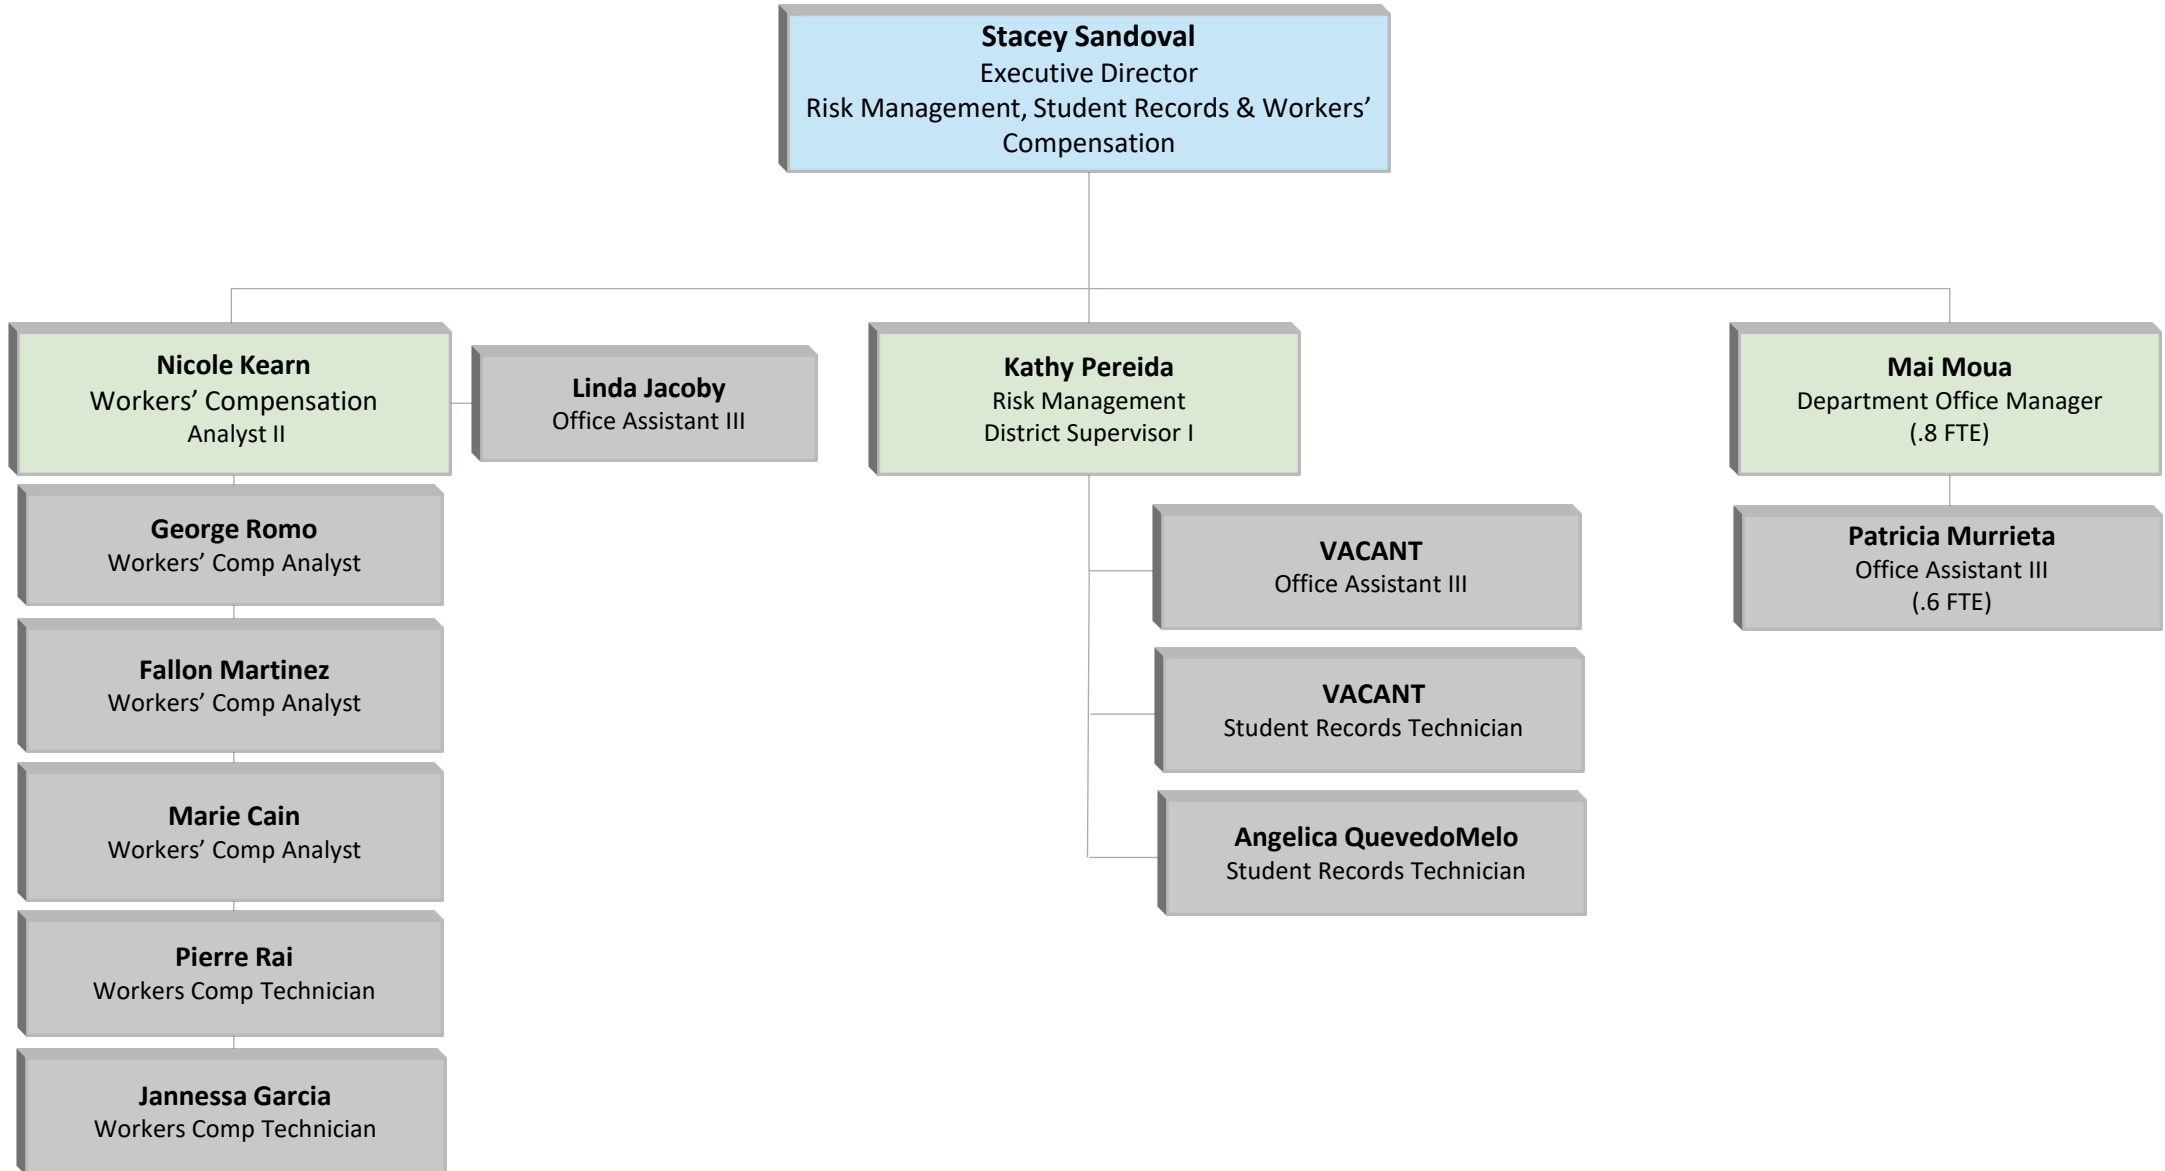 Stacey Sandoval
Executive Director
Risk Management, Student Records & Workers’
Compensation
Nicole Kearn
Workers’ Compensation
Analyst II
Linda Jacoby
Office Assistant III
George Romo
Workers’ Comp Analyst
Fallon Martinez
Workers’ Comp Analyst
Marie Cain
Workers’ Comp Analyst
Pierre Rai
Workers Comp Technician
Jannessa Garcia
Workers Comp Technician
Kathy Pereida
Risk Management
District Supervisor I
VACANT
Office Assistant III
VACANT
Student Records Technician
Angelica QuevedoMelo
Student Records Technician
Mai Moua
Department Office Manager
(.8 FTE)
Patricia Murrieta
Office Assistant III
(.6 FTE)